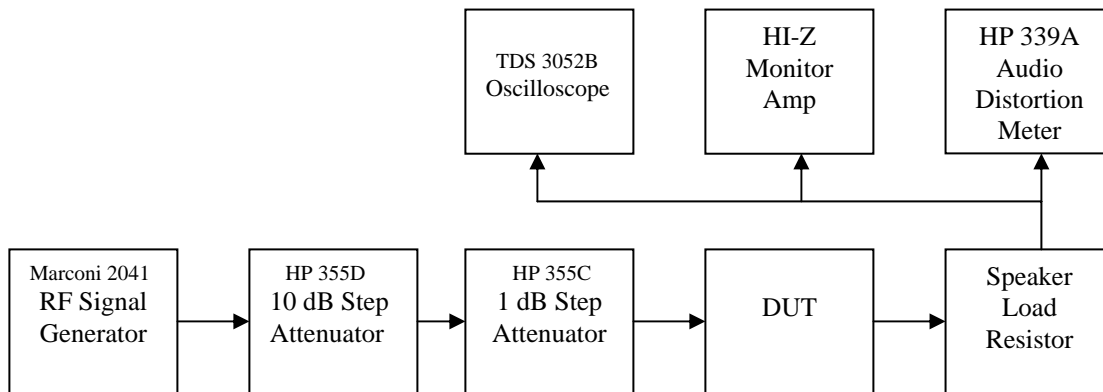 TDS 3052B
Oscilloscope
HI-Z
Monitor
Amp
HP 339A
Audio
Distortion
Meter
Marconi 2041
RF Signal
Generator
HP 355D
10 dB Step
Attenuator
HP 355C
1 dB Step
Attenuator
DUT
Speaker
Load
Resistor